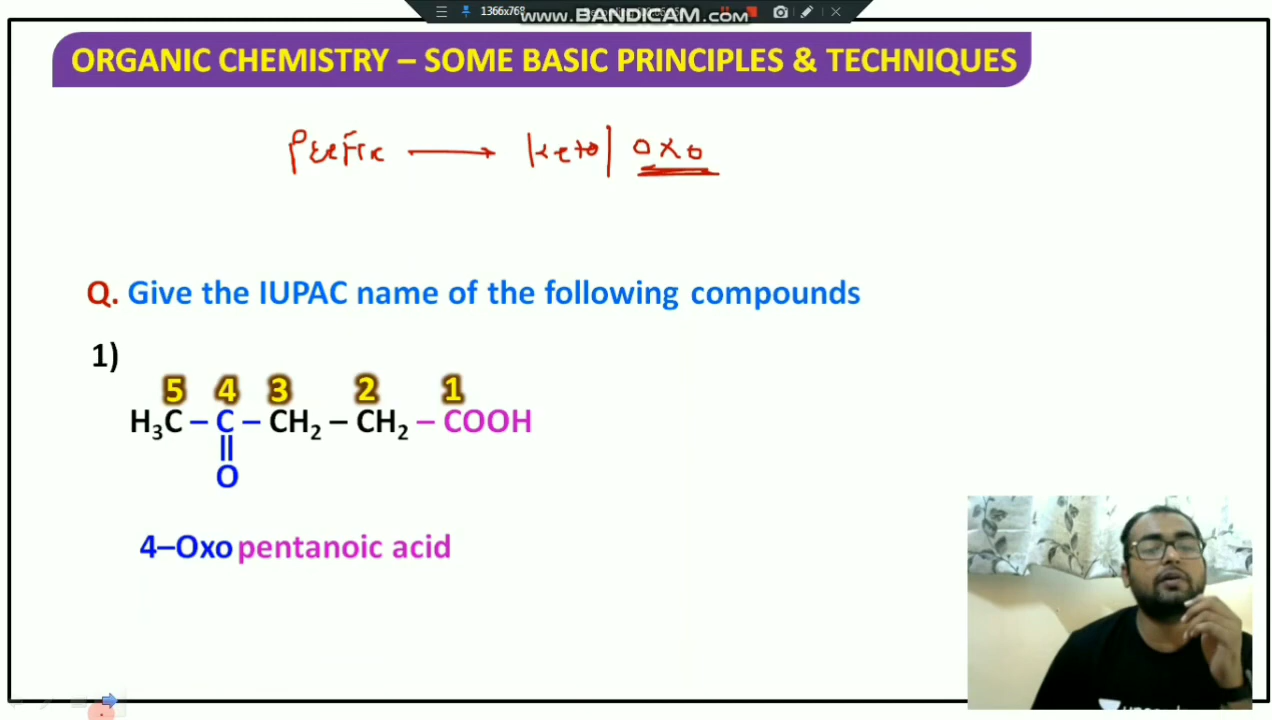 1366x768
www.BANDICAM.com
ORGANIC CHEMISTRY – SOME BASIC PRINCIPLES & TECHNIQUES
Prefix → keto| oxo
Q. Give the IUPAC name of the following compounds
1)
5 4 3 2 1
H₃C – C – CH₂ – CH₂ – COOH
||
O
4–Oxo pentanoic acid